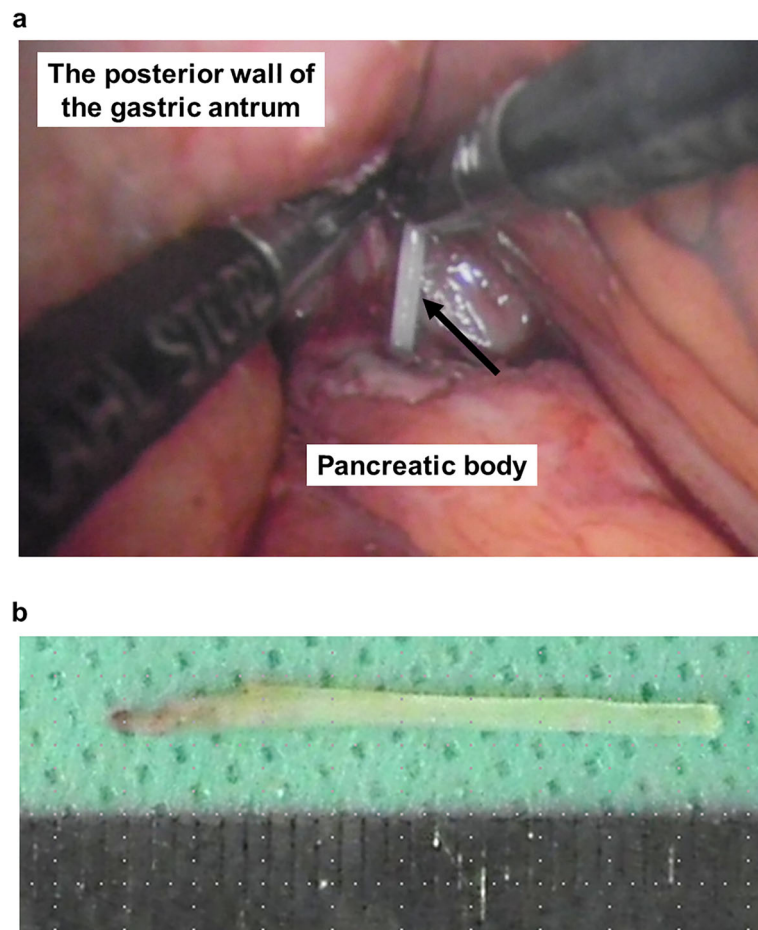 a
The posterior wall of
the gastric antrum
Pancreatic body
b